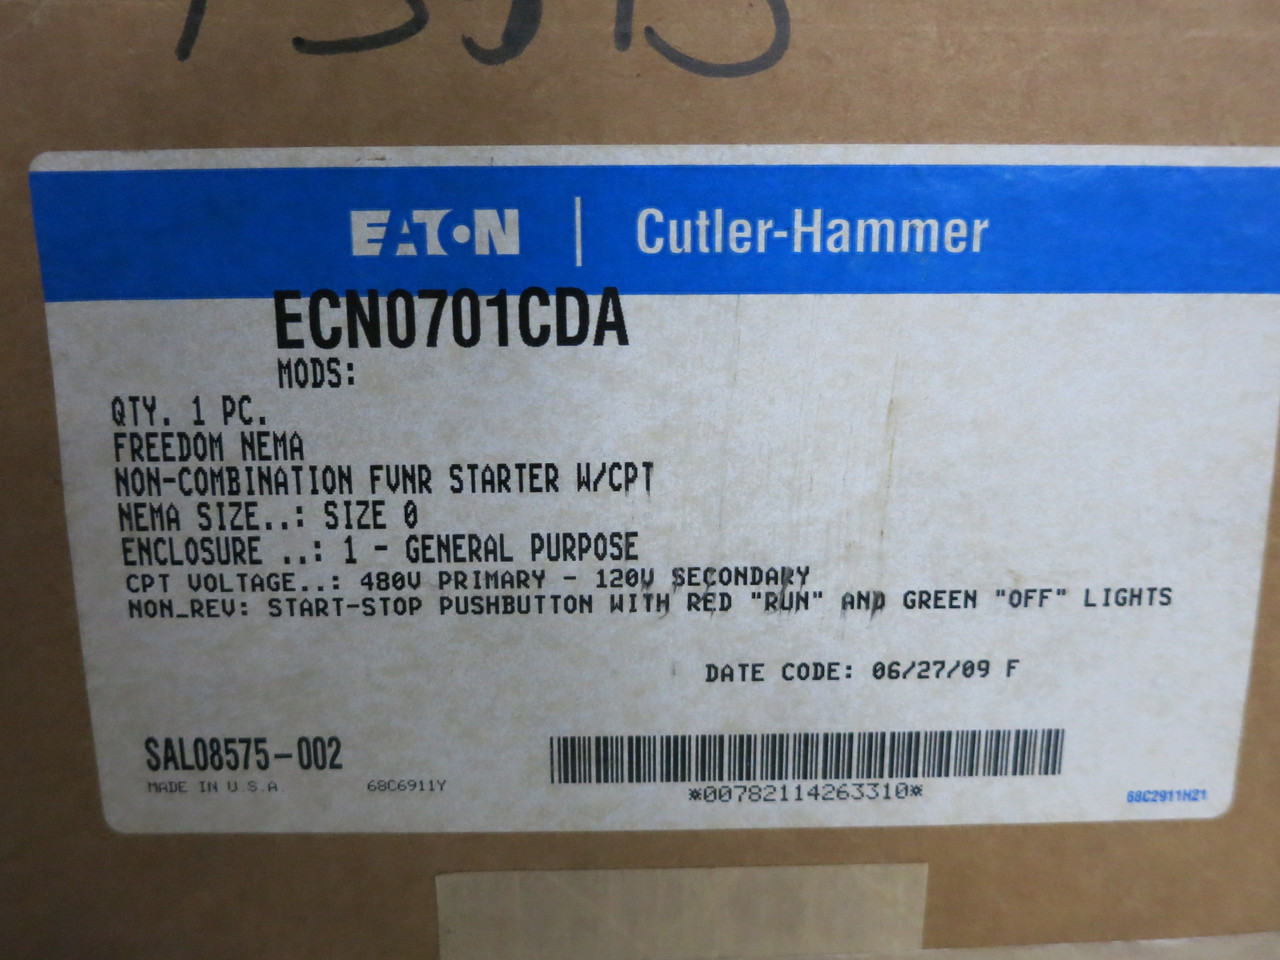 EATON | Cutler-Hammer
ECN0701CDA
MODS:
QTY. 1 PC.
FREEDOM NEMA
NON-COMBINATION FVNR STARTER W/CPT
NEMA SIZE..: SIZE 0
ENCLOSURE ..: 1 - GENERAL PURPOSE
CPT VOLTAGE..: 480V PRIMARY - 120V SECONDARY
NON_REV: START-STOP PUSHBUTTON WITH RED "RUN" AND GREEN "OFF" LIGHTS
DATE CODE: 06/27/09 F
SAL08575-002
MADE IN U.S.A. 68C6911Y
*00782114263310*
68C2911H21